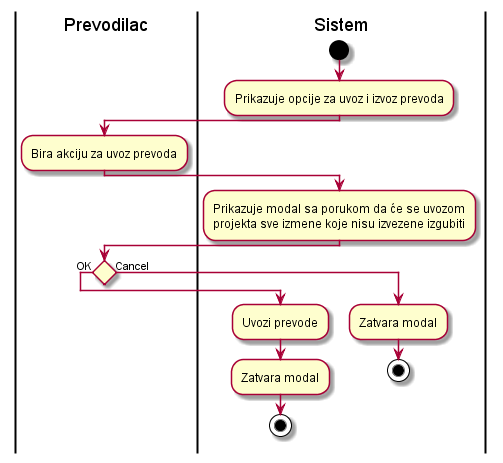 Prevodilac
Sistem
Prikazuje opcije za uvoz i izvoz prevoda
Bira akciju za uvoz prevoda
Prikazuje modal sa porukom da će se uvozom
projekta sve izmene koje nisu izvezene izgubiti
OK
Cancel
Uvozi prevode
Zatvara modal
Zatvara modal